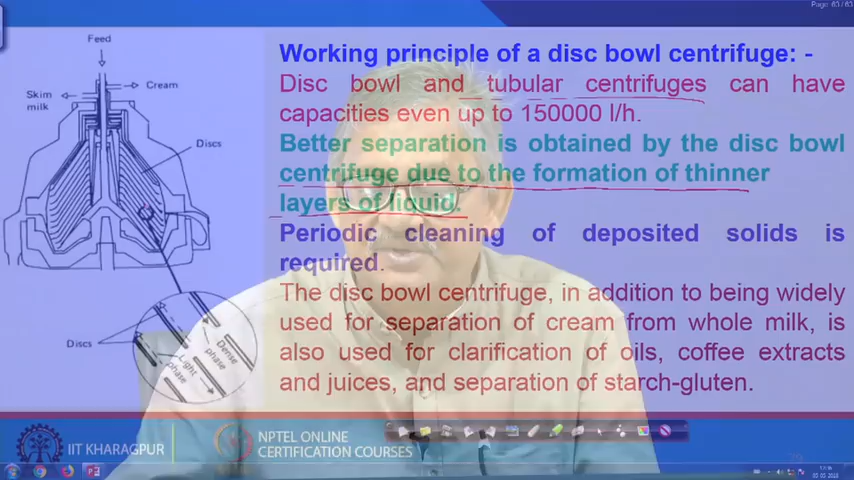 Page: 63 / 63
Feed
Cream
Skim
milk
Discs
Discs
Light
phase
Dense
phase
Working principle of a disc bowl centrifuge: -
Disc bowl and tubular centrifuges can have
capacities even up to 150000 l/h.
Better separation is obtained by the disc bowl
centrifuge due to the formation of thinner
layers of liquid.
Periodic cleaning of deposited solids is
required.
The disc bowl centrifuge, in addition to being widely
used for separation of cream from whole milk, is
also used for clarification of oils, coffee extracts
and juices, and separation of starch-gluten.
IIT KHARAGPUR
NPTEL ONLINE
CERTIFICATION COURSES